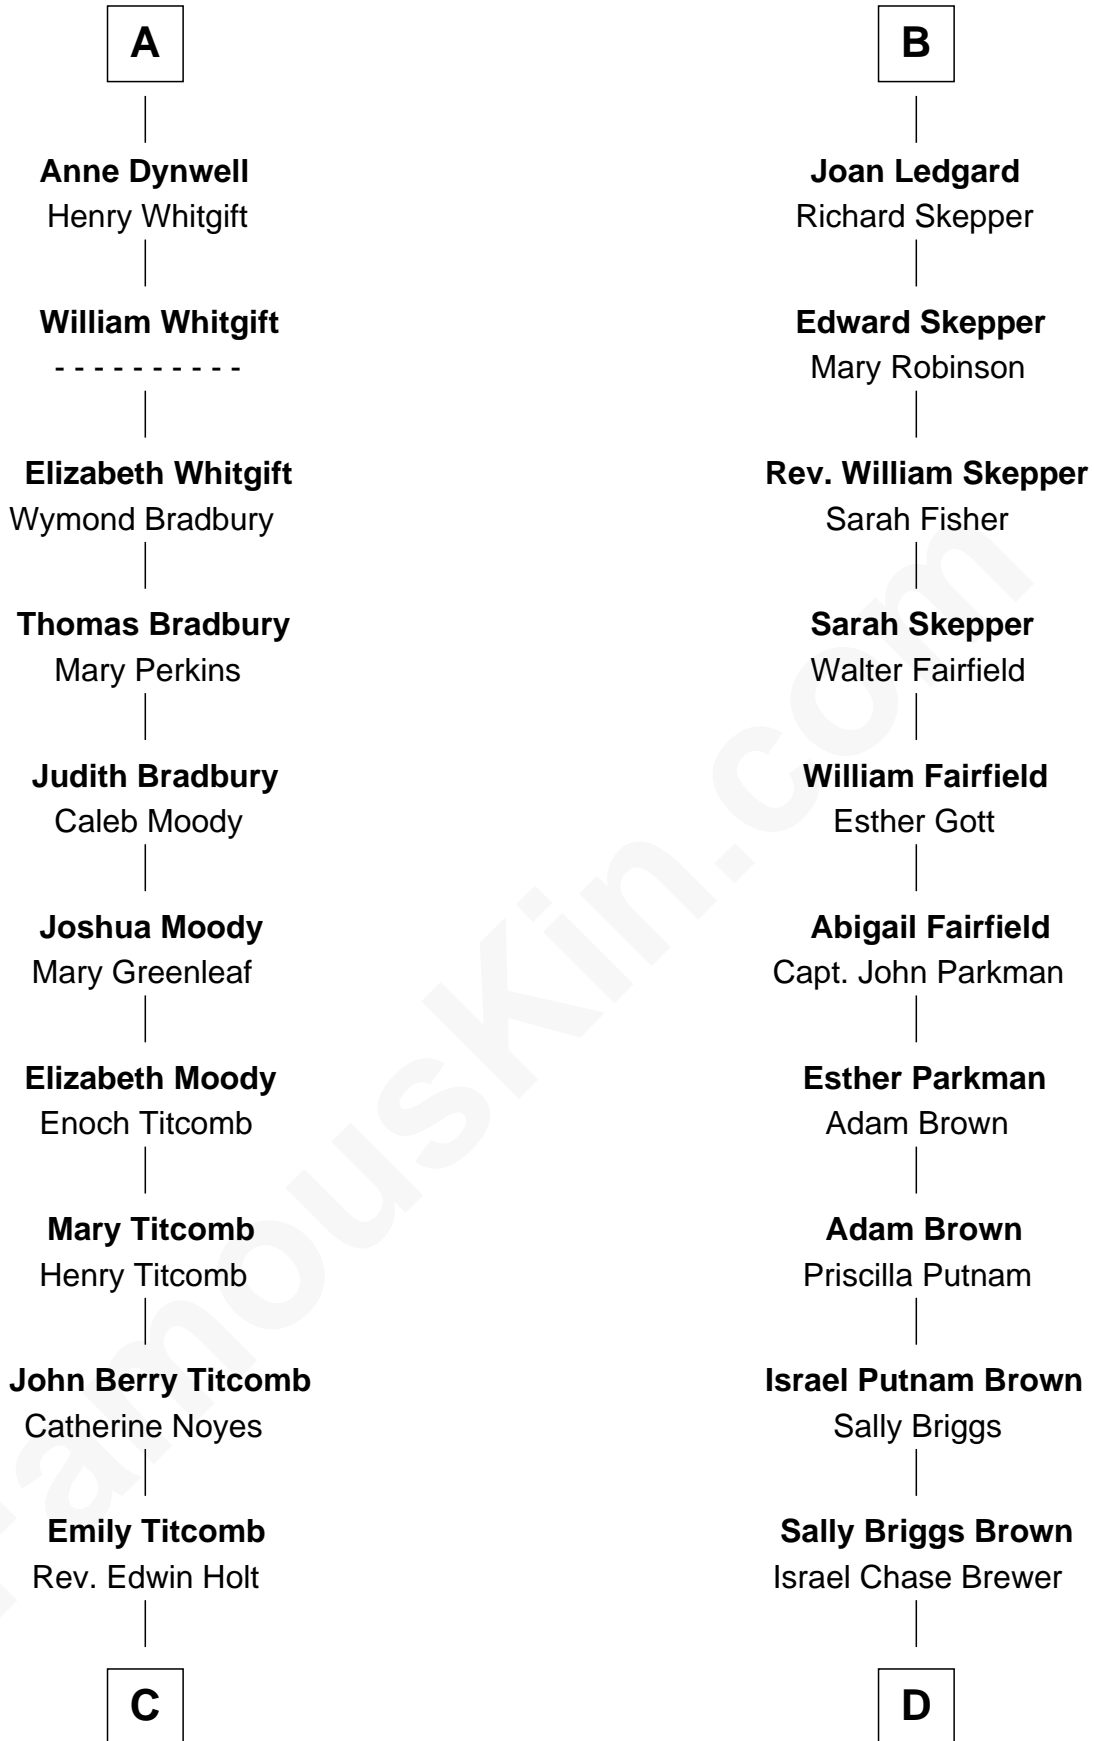 A
Anne Dynwell
Henry Whitgift
William Whitgift
- - - - - - - - - -
Elizabeth Whitgift
Wymond Bradbury
Thomas Bradbury
Mary Perkins
Judith Bradbury
Caleb Moody
Joshua Moody
Mary Greenleaf
Elizabeth Moody
Enoch Titcomb
Mary Titcomb
Henry Titcomb
John Berry Titcomb
Catherine Noyes
Emily Titcomb
Rev. Edwin Holt
C
B
Joan Ledgard
Richard Skepper
Edward Skepper
Mary Robinson
Rev. William Skepper
Sarah Fisher
Sarah Skepper
Walter Fairfield
William Fairfield
Esther Gott
Abigail Fairfield
Capt. John Parkman
Esther Parkman
Adam Brown
Adam Brown
Priscilla Putnam
Israel Putnam Brown
Sally Briggs
Sally Briggs Brown
Israel Chase Brewer
D
FamousKin.com